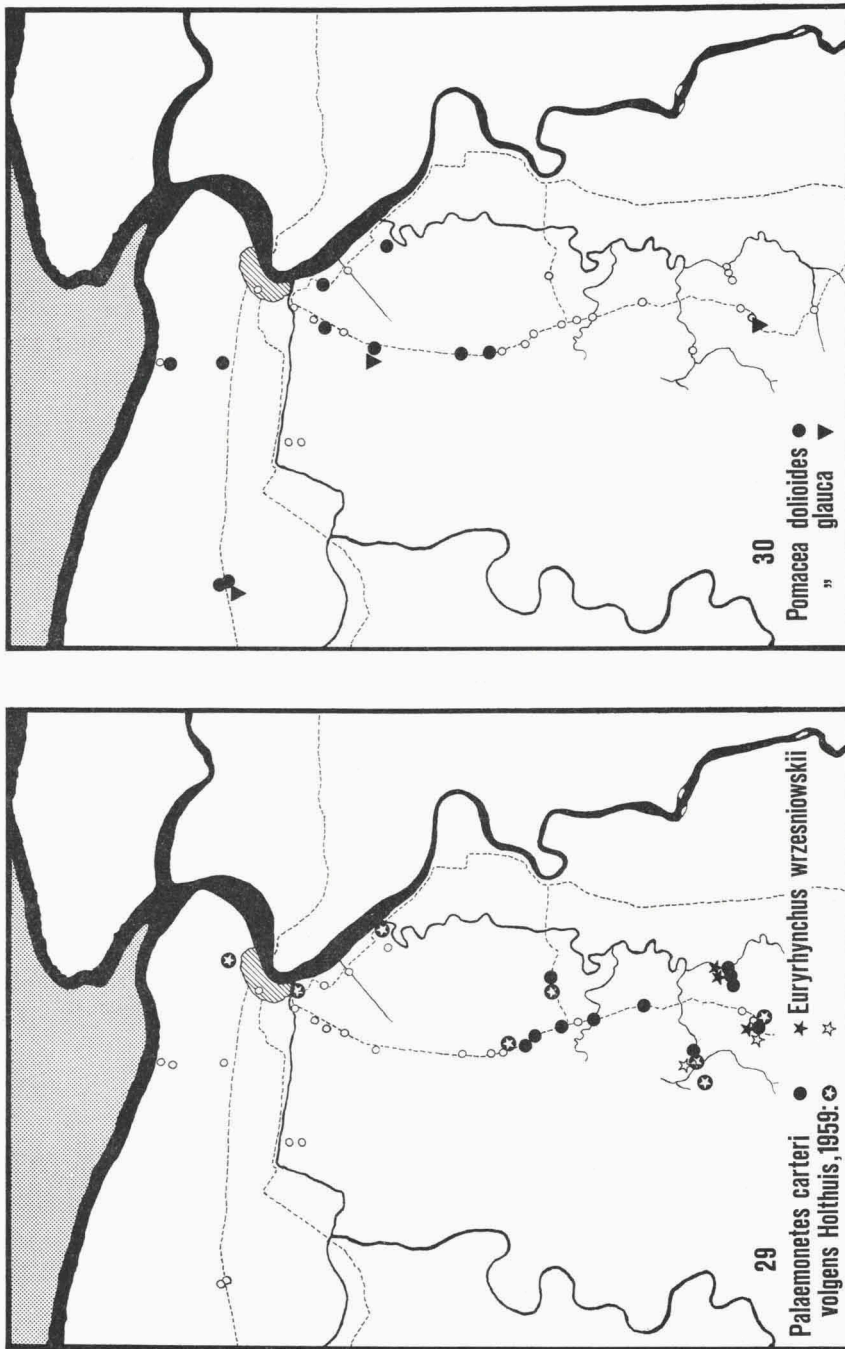 29
Palaemonetes carteri ● ★ Euryrhynchus wrzesniowskii
volgens Holthuis, 1959: ✪ ☆
30
Pomacea dolioides ●
„ glauca ▼